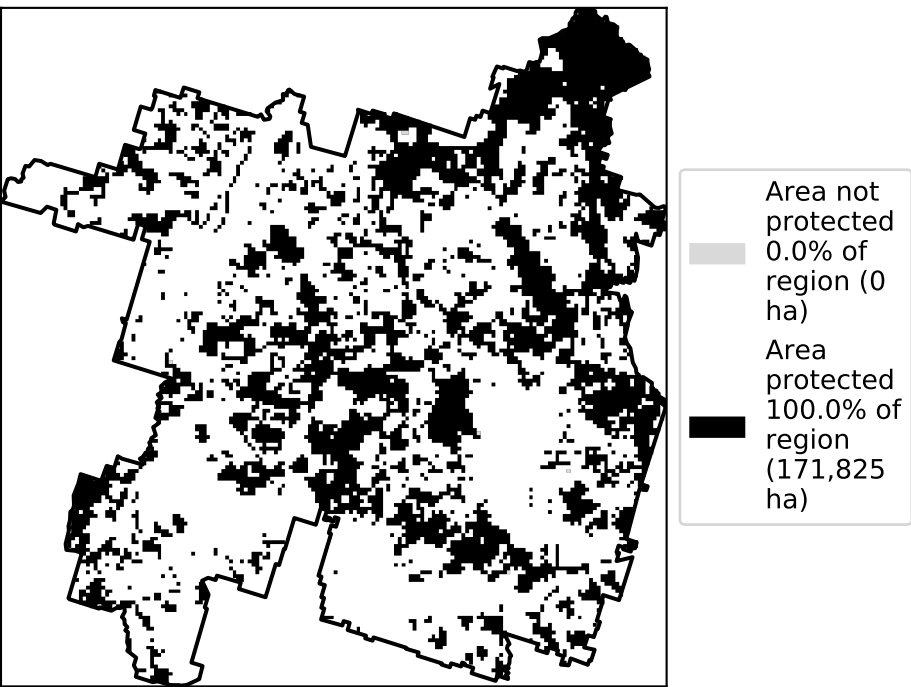 Area not
protected
0.0% of
region (0
ha)
Area
protected
100.0% of
region
(171,825
ha)